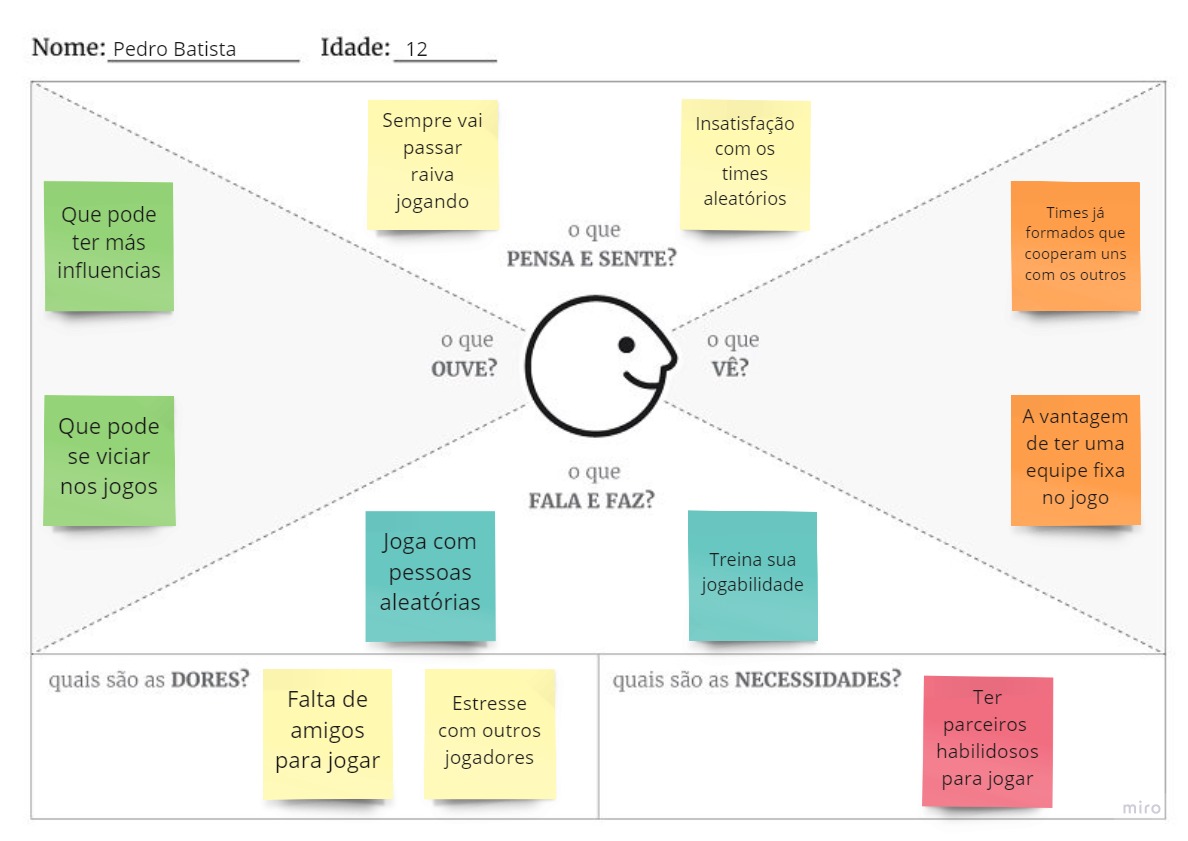 Nome: Pedro Batista Idade: 12
Sempre vai
passar
raiva
jogando
Insatisfação
com os
times
aleatórios
o que
PENSA E SENTE?
Que pode
ter más
influencias
Que pode
se viciar
nos jogos
o que
OUVE?
o que
VÊ?
Times já
formados que
cooperam uns
com os outros
A vantagem
de ter uma
equipe fixa
no jogo
o que
FALA E FAZ?
Joga com
pessoas
aleatórias
Treina sua
jogabilidade
quais são as DORES?
Falta de
amigos
para jogar
Estresse
com outros
jogadores
quais são as NECESSIDADES?
Ter
parceiros
habilidosos
para jogar
miro